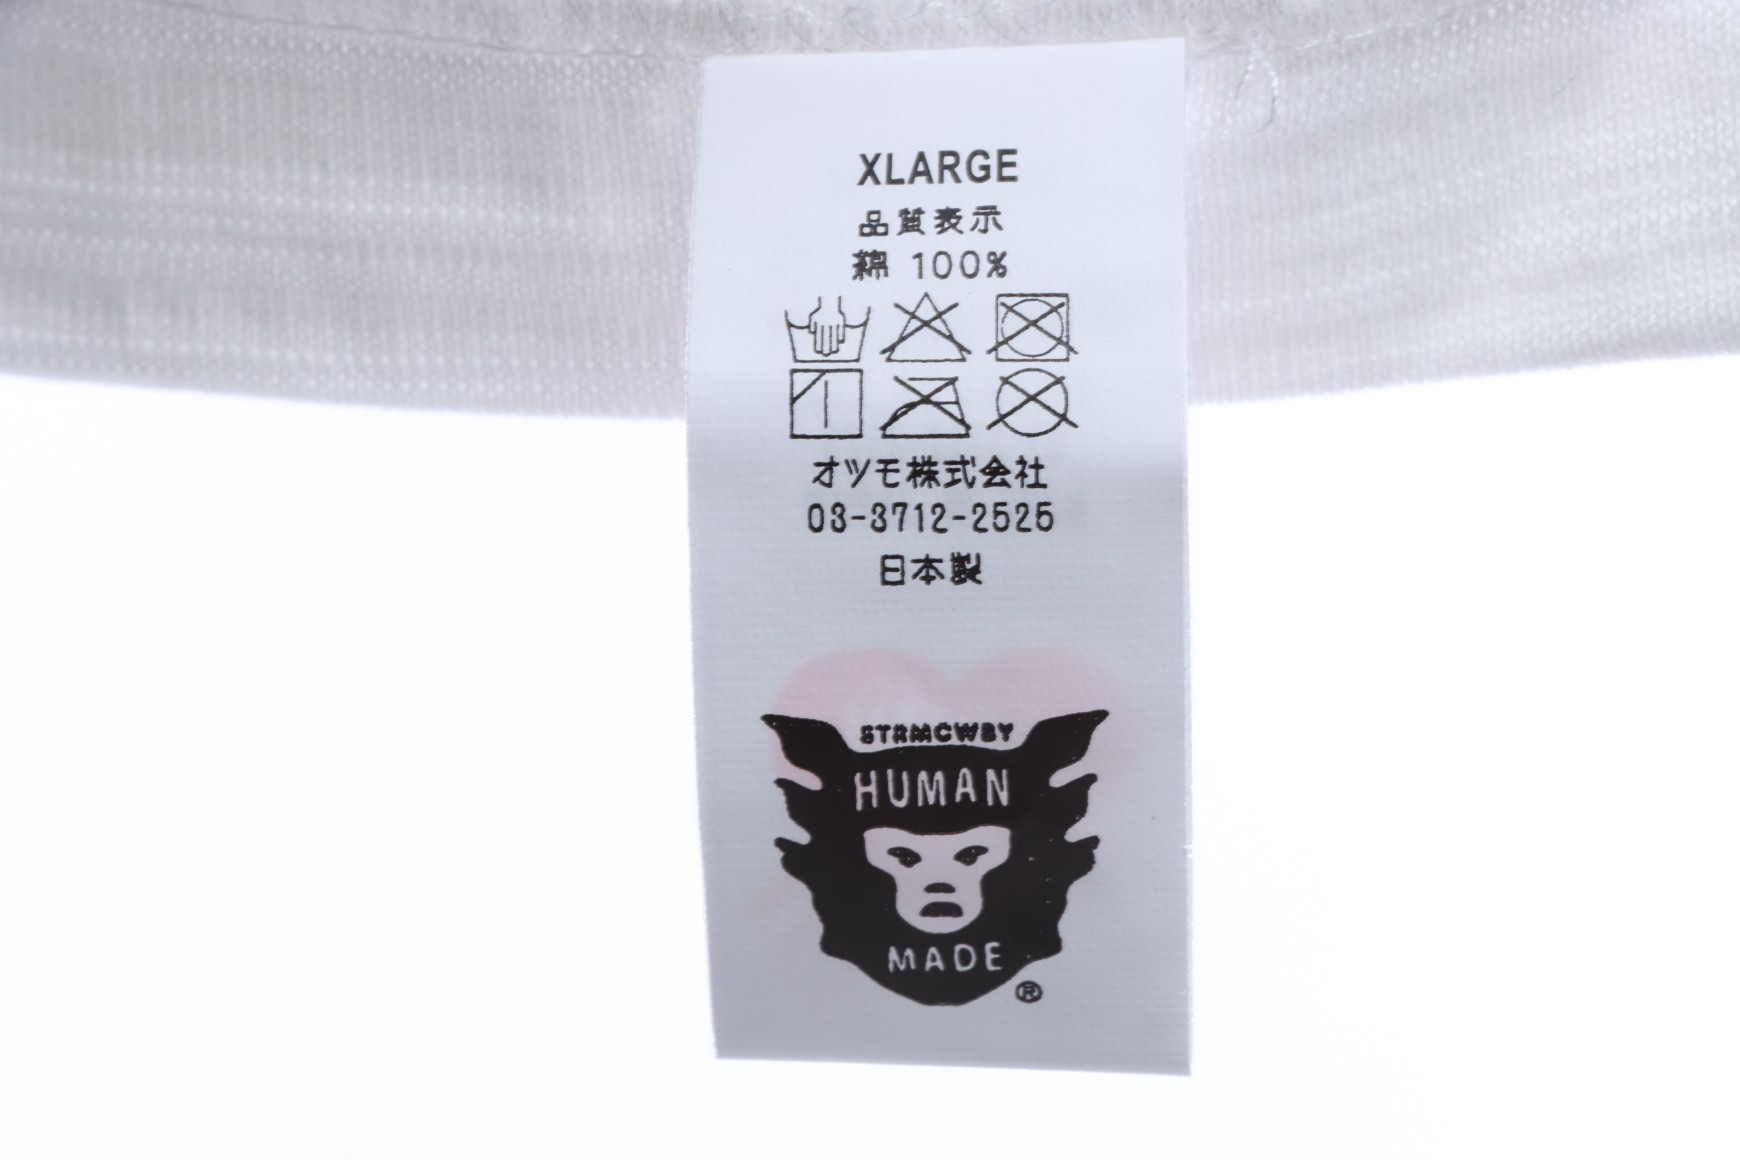 XLARGE
品質表示
綿 100%
オツモ株式会社
03-3712-2525
日本製
STRMCWBY
HUMAN
MADE
®